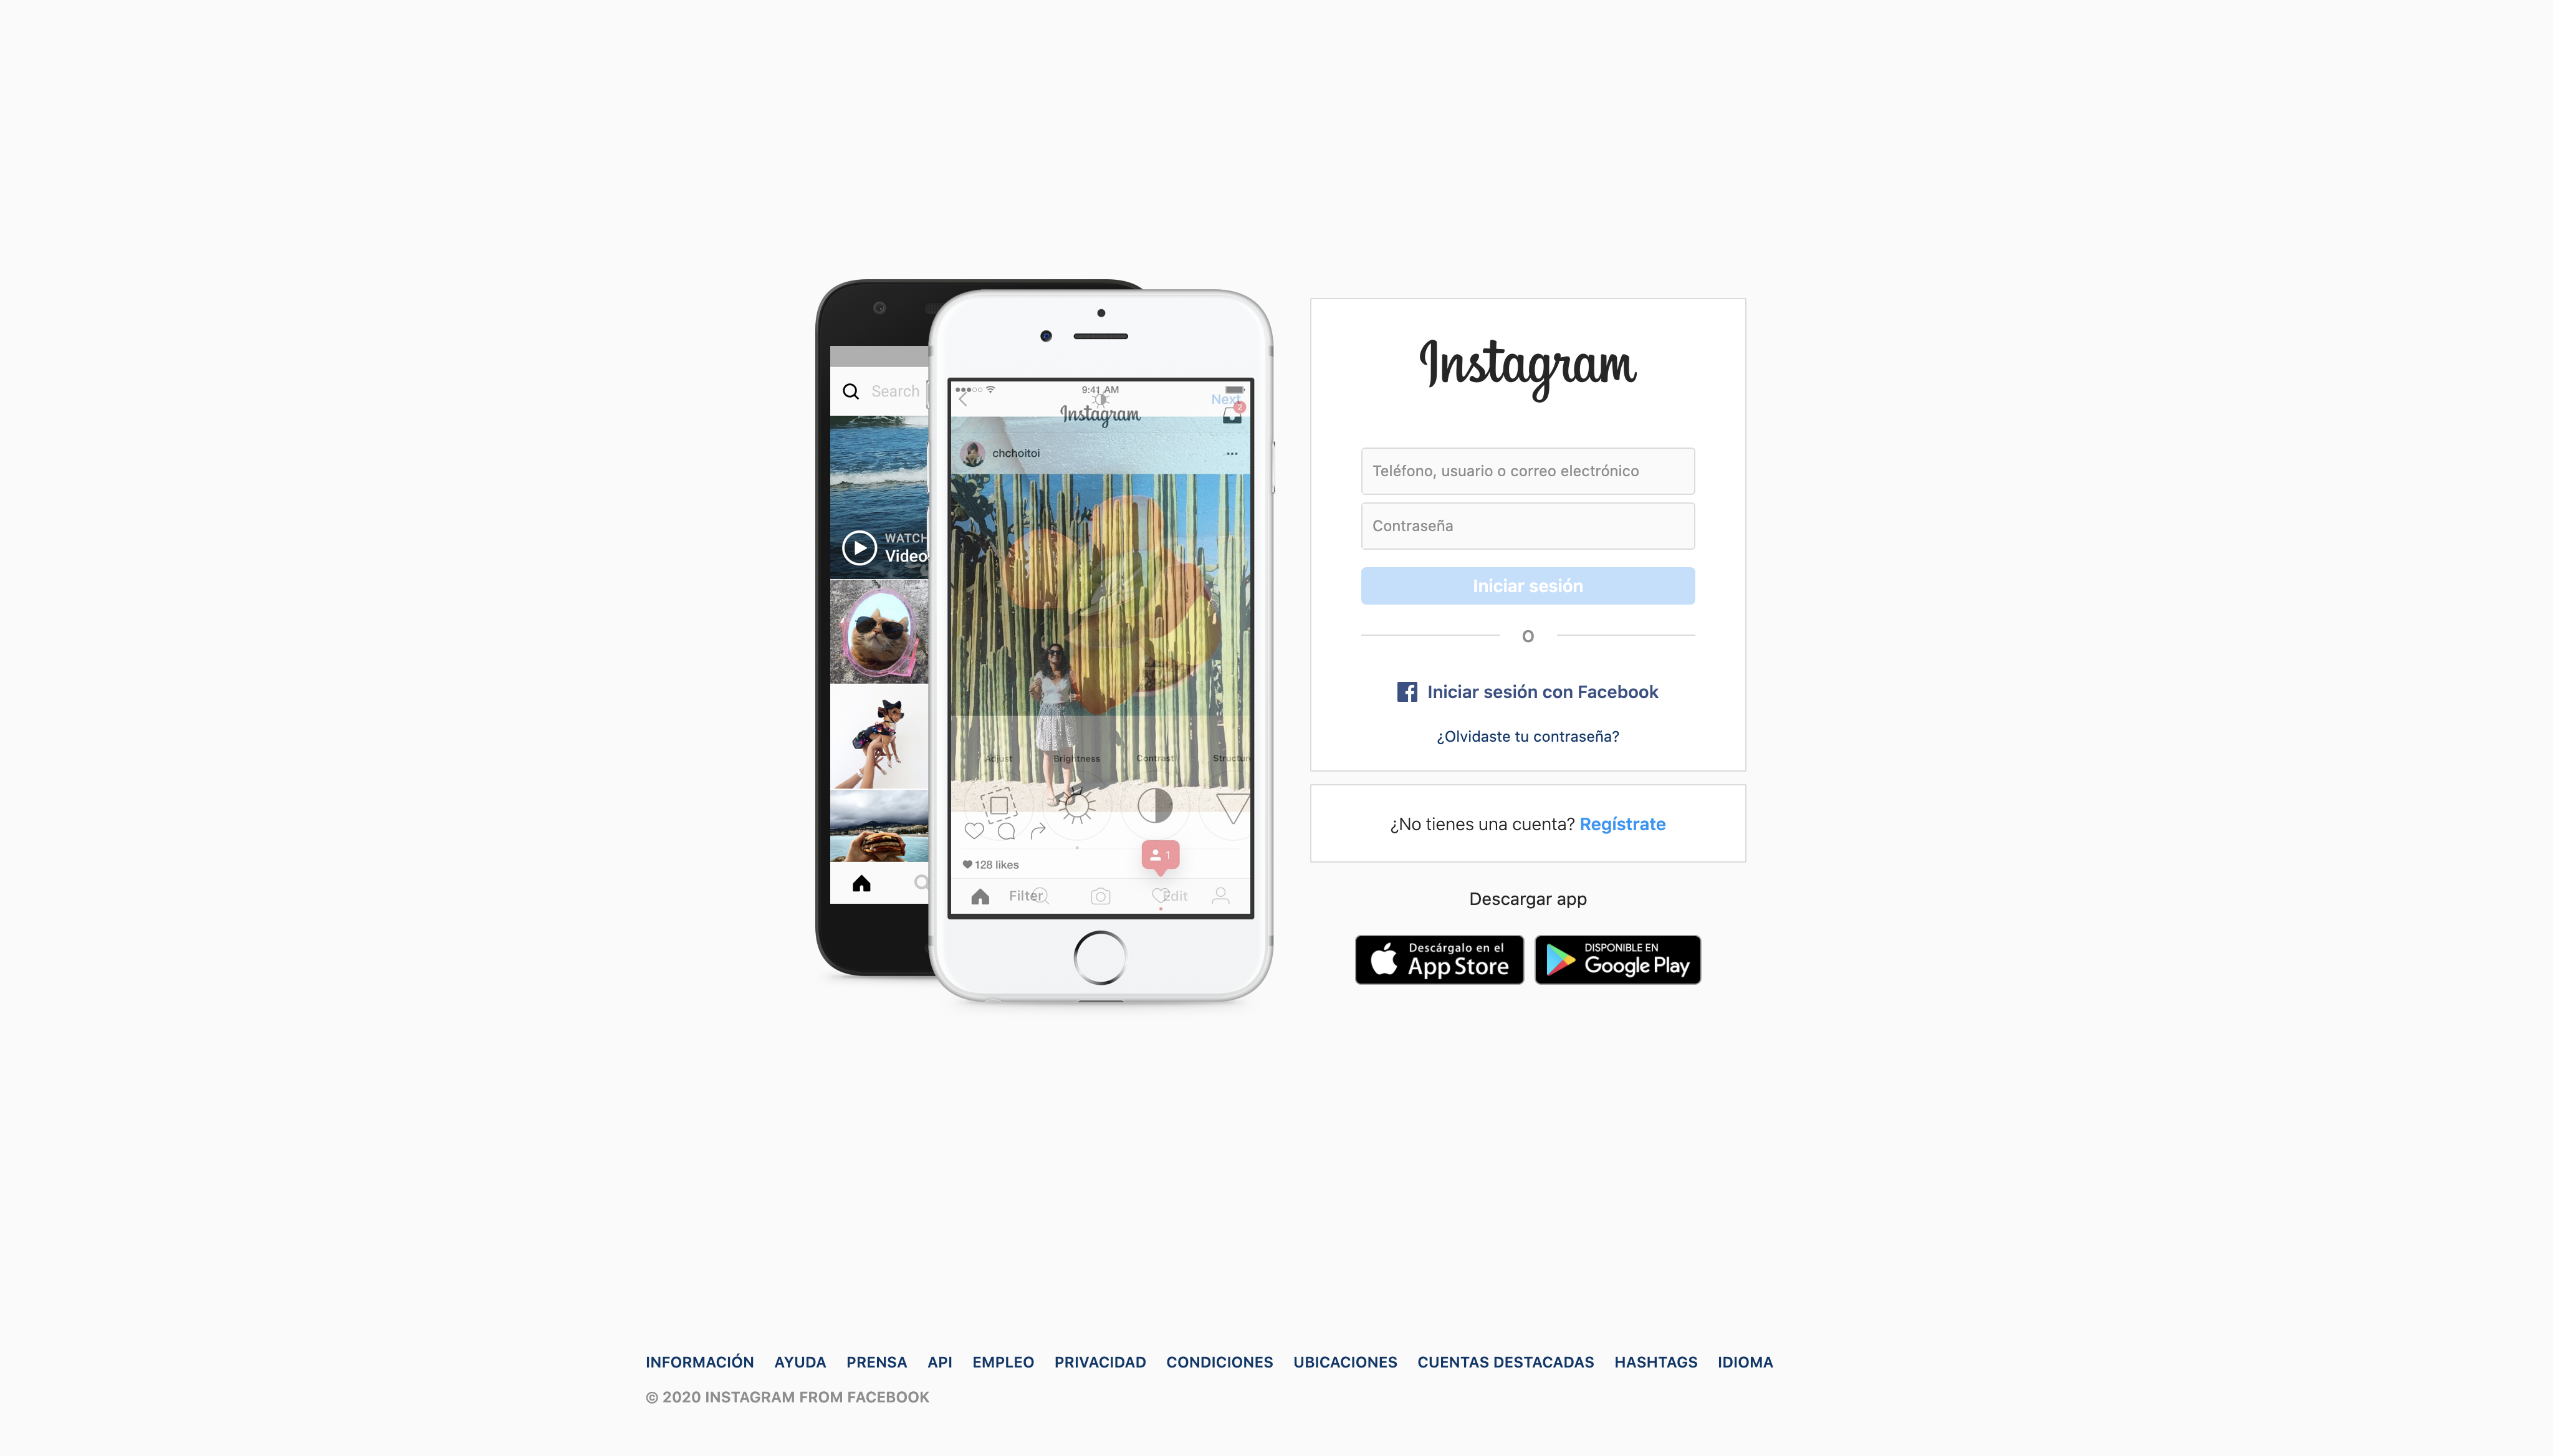 Search
WATCH
Video
9:41 AM
Next
Instagram
2
chchoitoi
Adjust
Brightness
Contrast
Structur
128 likes
1
Filter
Edit
Instagram
Teléfono, usuario o correo electrónico
Contraseña
Iniciar sesión
O
Iniciar sesión con Facebook
¿Olvidaste tu contraseña?
¿No tienes una cuenta? Regístrate
Descargar app
Descárgalo en el
App Store
DISPONIBLE EN
Google Play
INFORMACIÓN AYUDA PRENSA API EMPLEO PRIVACIDAD CONDICIONES UBICACIONES CUENTAS DESTACADAS HASHTAGS IDIOMA
© 2020 INSTAGRAM FROM FACEBOOK